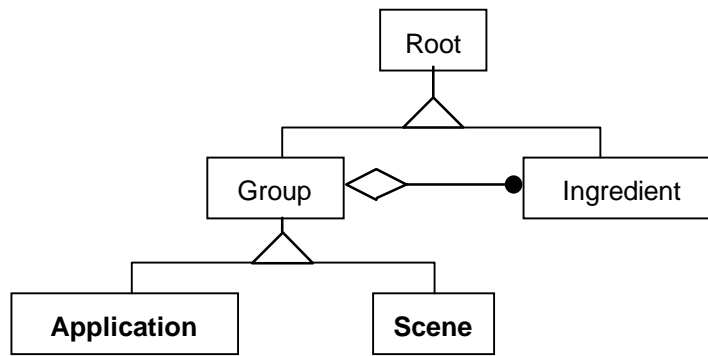 Root
Group
Ingredient
Application
Scene